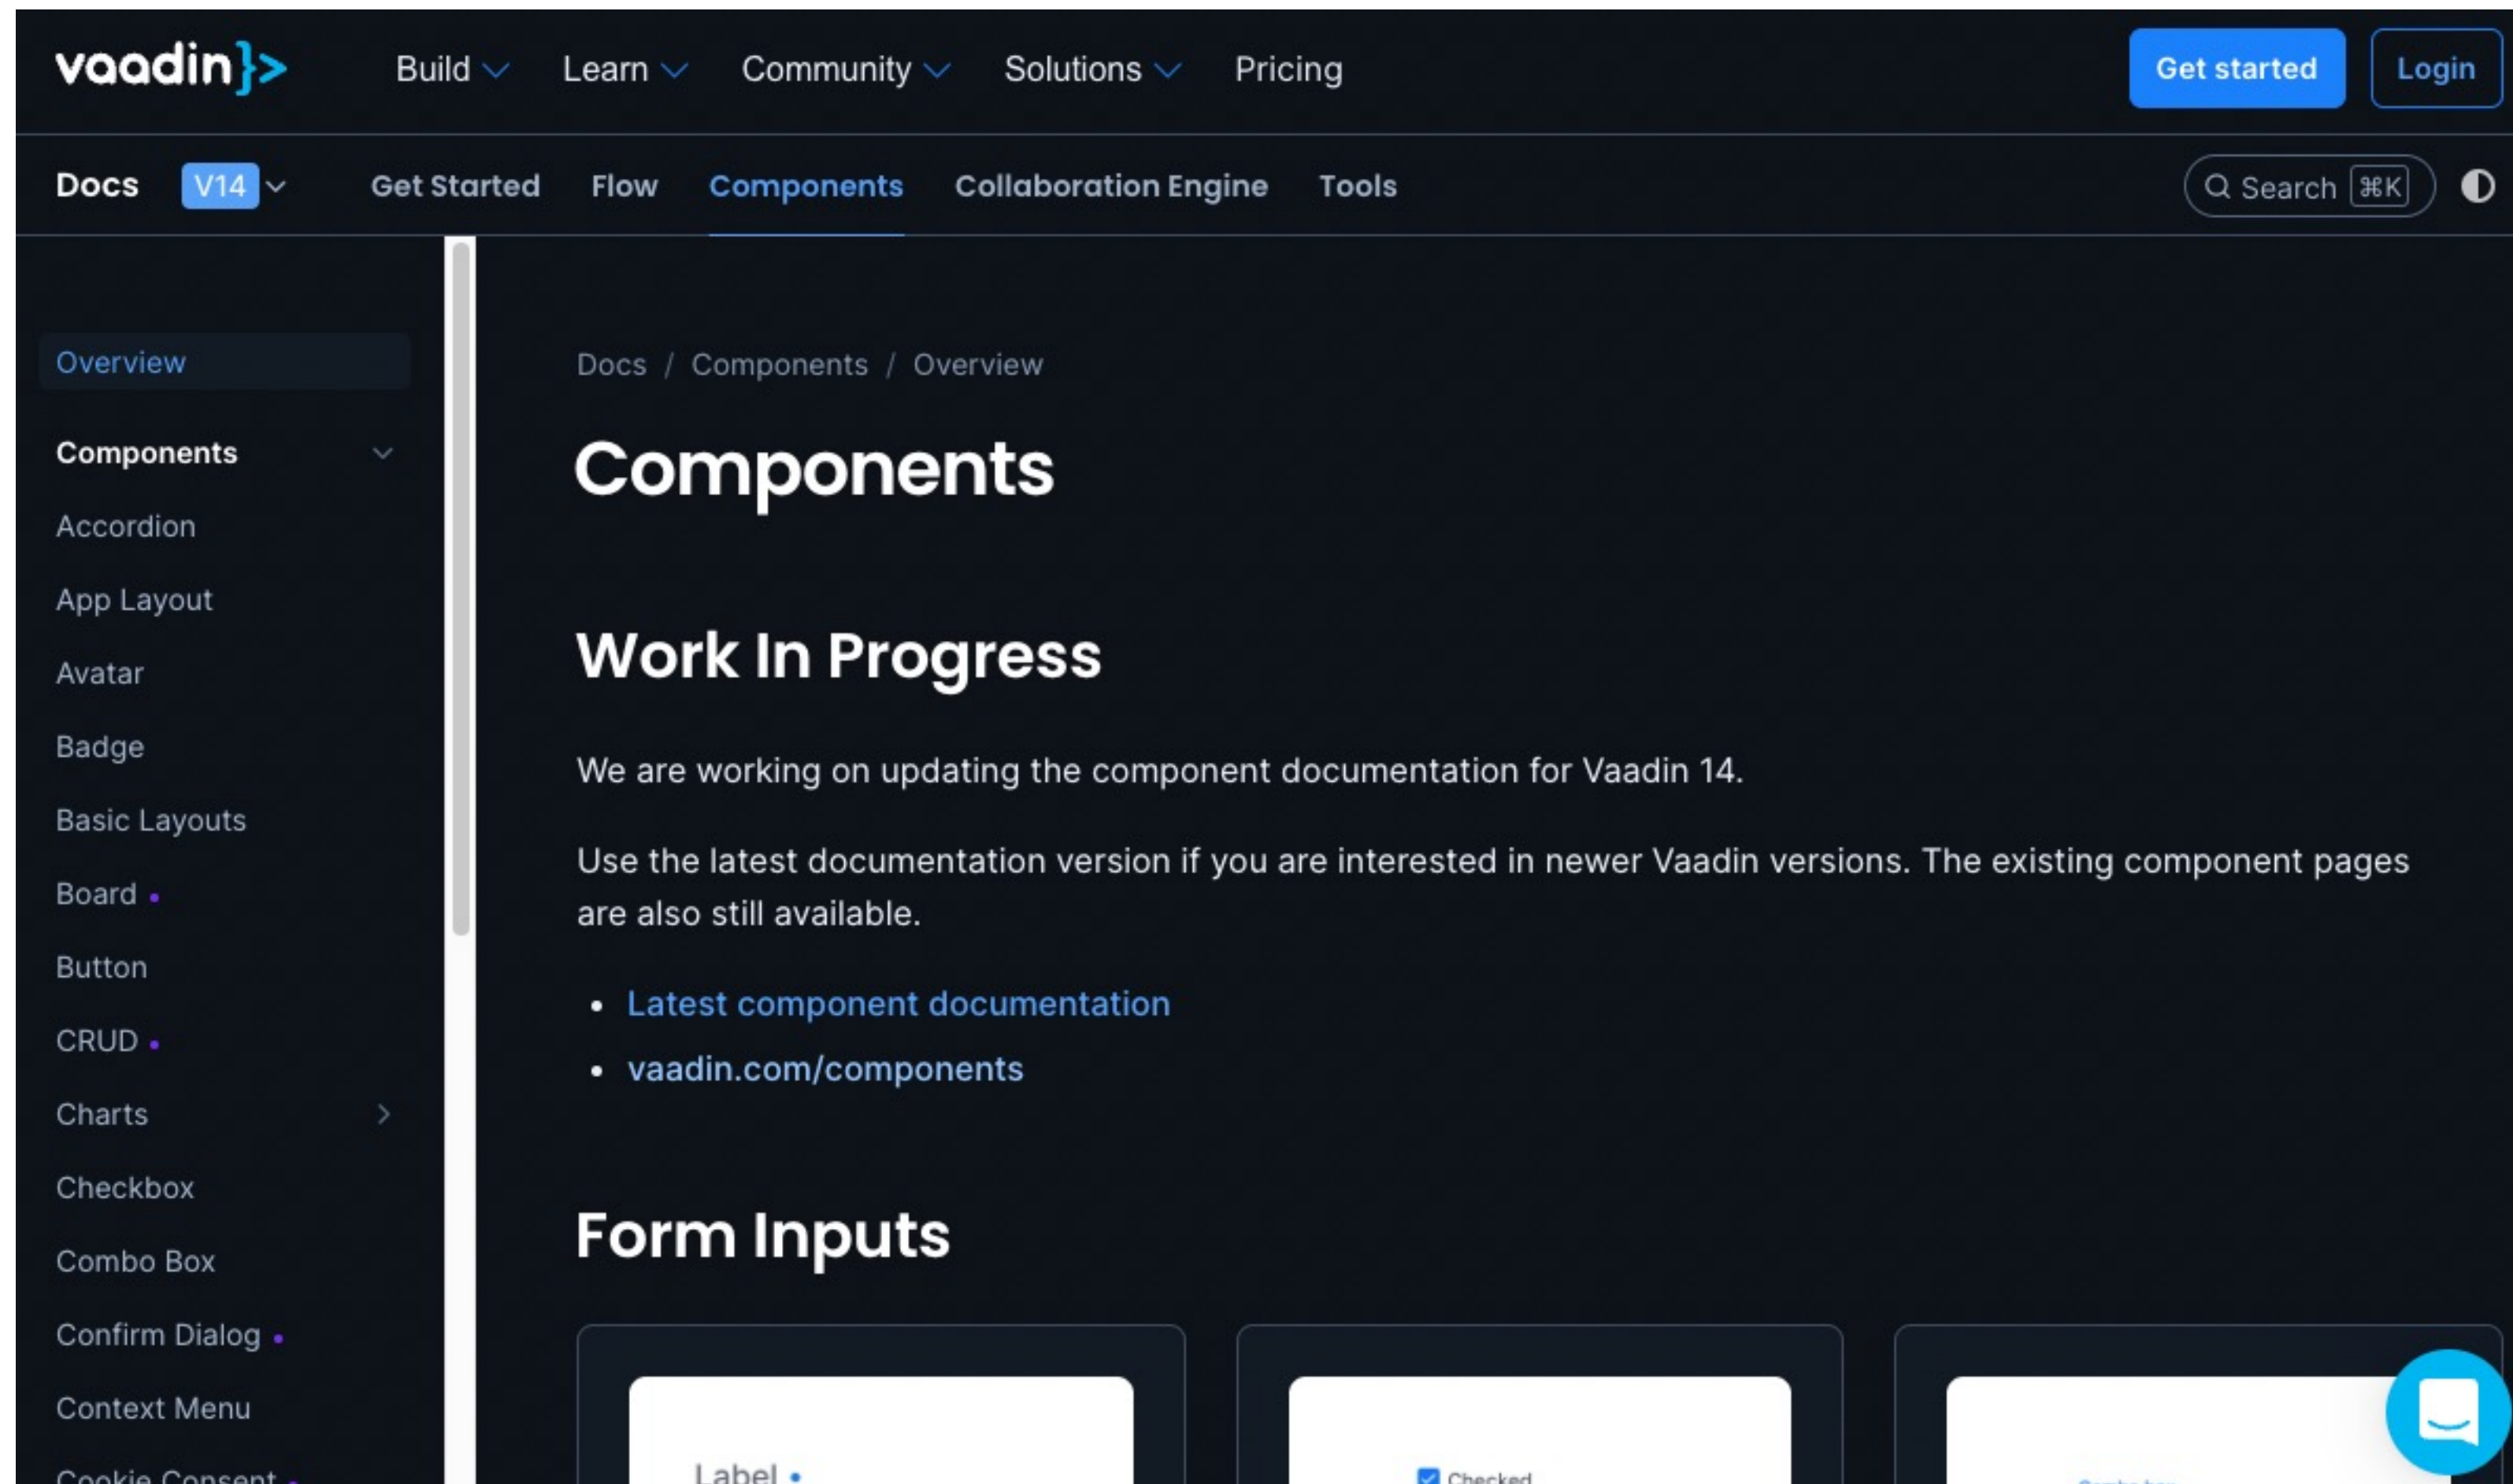 vaadin}> Build Learn Community Solutions Pricing Get started Login
Docs V14 Get Started Flow Components Collaboration Engine Tools Search ⌘K
Overview
Components
Accordion
App Layout
Avatar
Badge
Basic Layouts
Board
Button
CRUD
Charts
Checkbox
Combo Box
Confirm Dialog
Context Menu
Cookie Consent
Docs / Components / Overview
Components
Work In Progress
We are working on updating the component documentation for Vaadin 14.
Use the latest documentation version if you are interested in newer Vaadin versions. The existing component pages
are also still available.
• Latest component documentation
• vaadin.com/components
Form Inputs
Label •
Checked